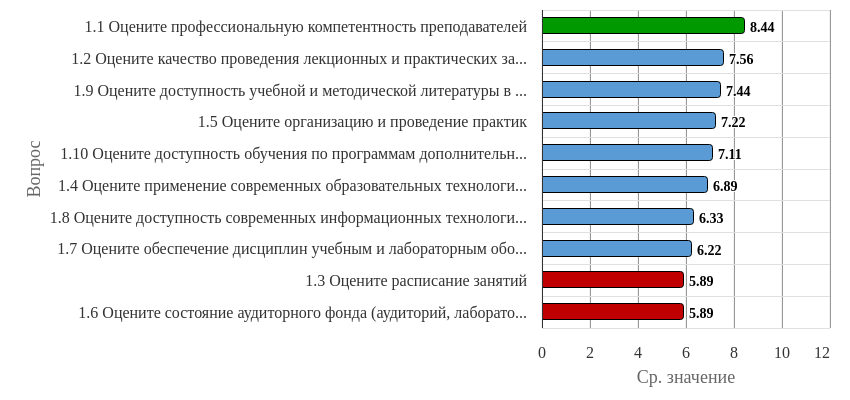 1.1 Оцените профессиональную компетентность преподавателей 8.44
1.2 Оцените качество проведения лекционных и практических за... 7.56
1.9 Оцените доступность учебной и методической литературы в ... 7.44
1.5 Оцените организацию и проведение практик 7.22
1.10 Оцените доступность обучения по программам дополнительн... 7.11
1.4 Оцените применение современных образовательных технологи... 6.89
1.8 Оцените доступность современных информационных технологи... 6.33
1.7 Оцените обеспечение дисциплин учебным и лабораторным обо... 6.22
1.3 Оцените расписание занятий 5.89
1.6 Оцените состояние аудиторного фонда (аудиторий, лаборато... 5.89
Вопрос
0 2 4 6 8 10 12
Ср. значение